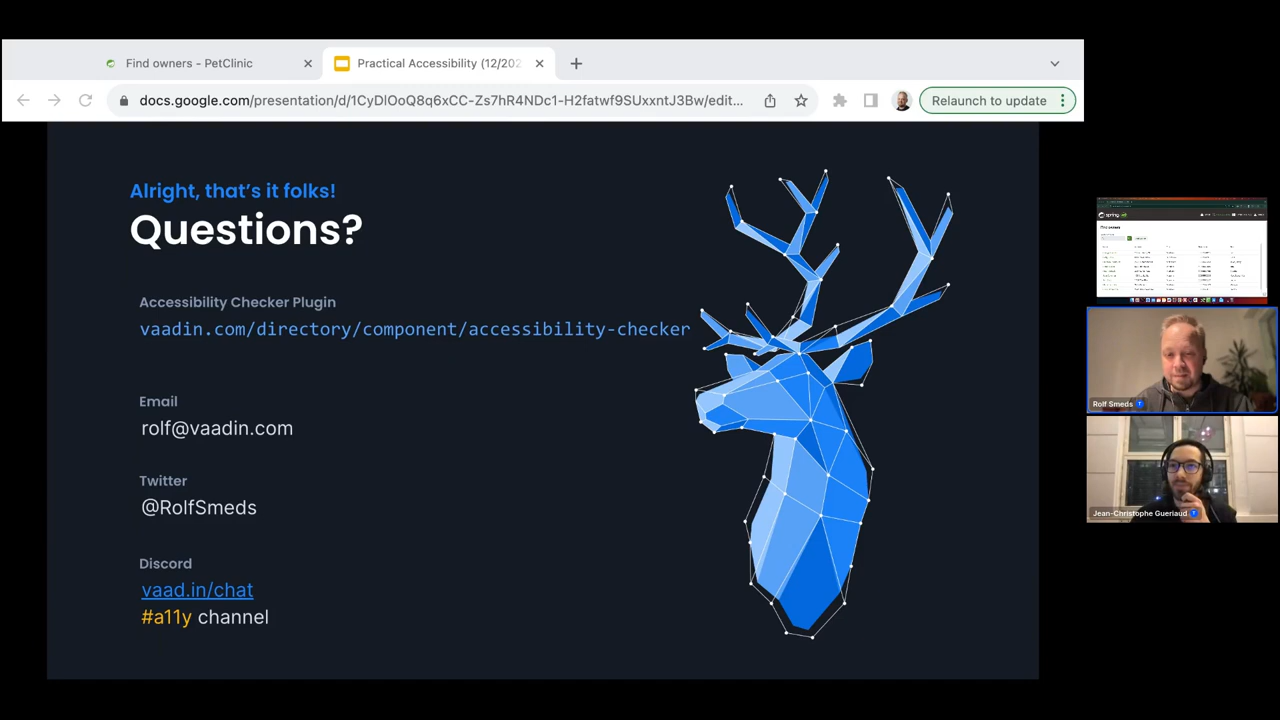 Find owners - PetClinic
Practical Accessibility (12/202
docs.google.com/presentation/d/1CyDlOoQ8q6xCC-Zs7hR4NDc1-H2fatwf9SUxxntJ3Bw/edit...
Relaunch to update
Alright, that's it folks!
Questions?
Accessibility Checker Plugin
vaadin.com/directory/component/accessibility-checker
Email
rolf@vaadin.com
Twitter
@RolfSmeds
Discord
vaad.in/chat
#a11y channel
spring
Rolf Smeds
Jean-Christophe Gueriaud